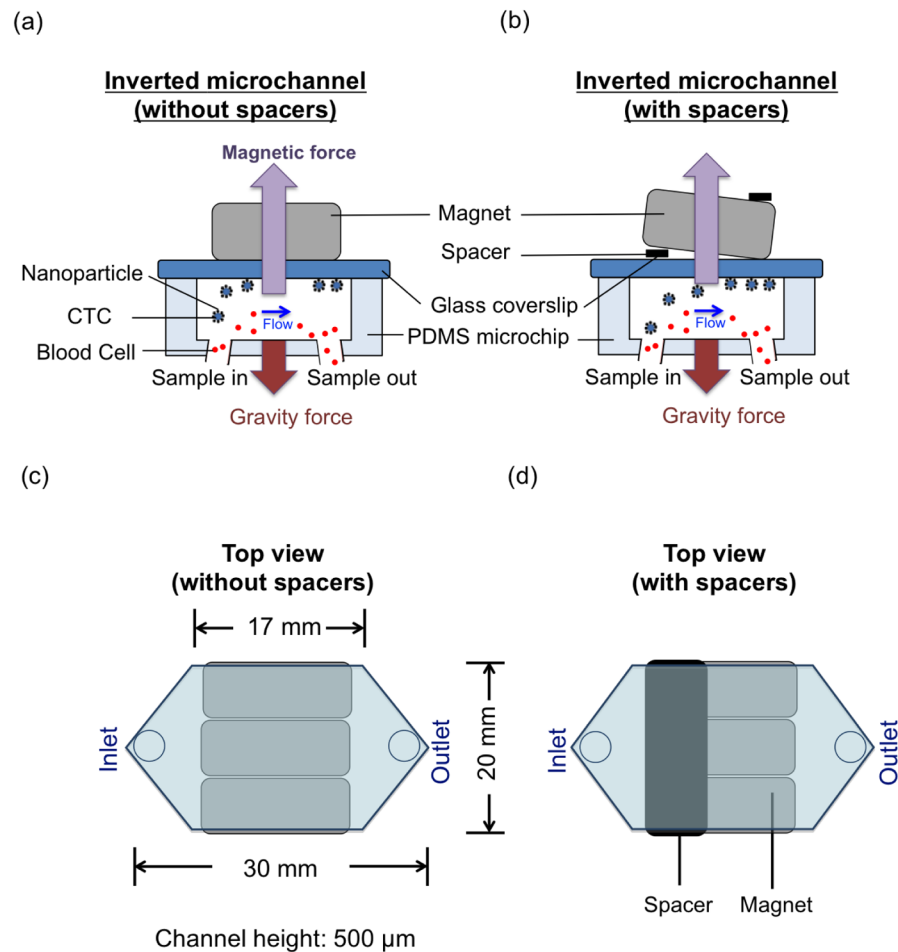 (a)
Inverted microchannel
(without spacers)
Magnetic force
(b)
Inverted microchannel
(with spacers)
Magnet
Spacer
Nanoparticle
CTC
Blood Cell
Flow
Glass coverslip
PDMS microchip
Flow
Sample in
Sample out
Sample in
Sample out
Gravity force
Gravity force
(c)
Top view
(without spacers)
17 mm
Inlet
Outlet
20 mm
30 mm
Channel height: 500 μm
(d)
Top view
(with spacers)
Inlet
Outlet
Spacer
Magnet